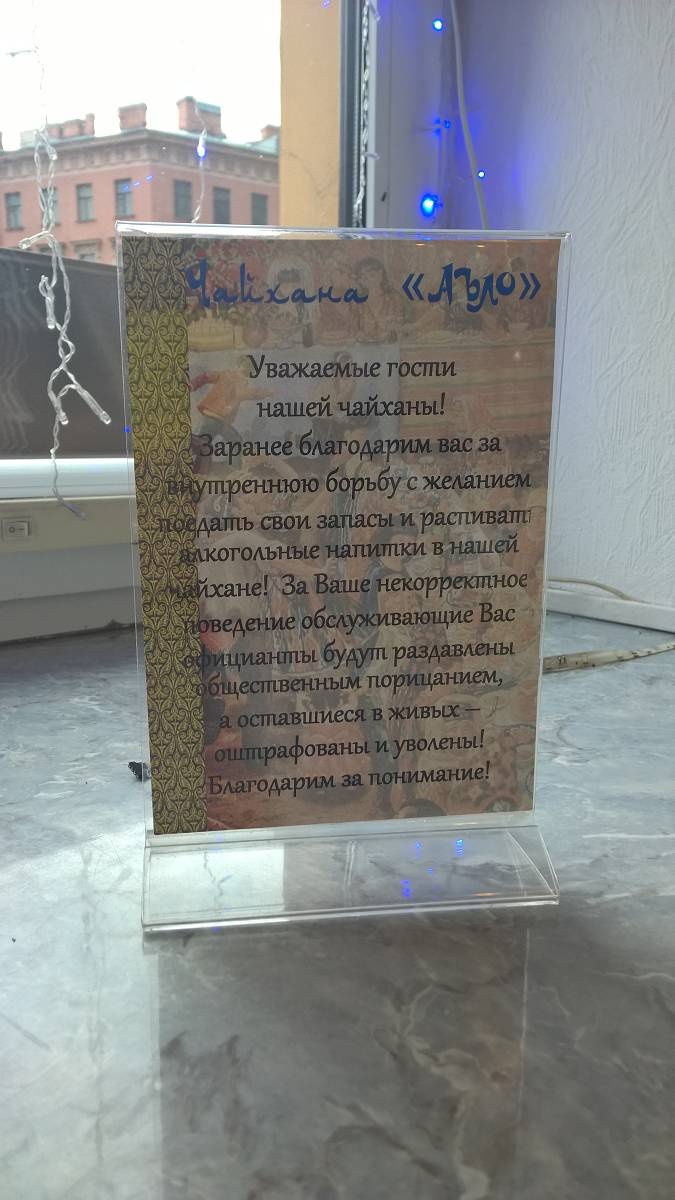 Чайхана «Аъло»
Уважаемые гости
нашей чайханы!
Заранее благодарим вас за
внутреннюю борьбу с желанием
поедать свои запасы и распивать
алкогольные напитки в нашей
чайхане! За Ваше некорректное
поведение обслуживающие Вас
официанты будут раздавлены
общественным порицанием,
а оставшиеся в живых –
оштрафованы и уволены!
Благодарим за понимание!